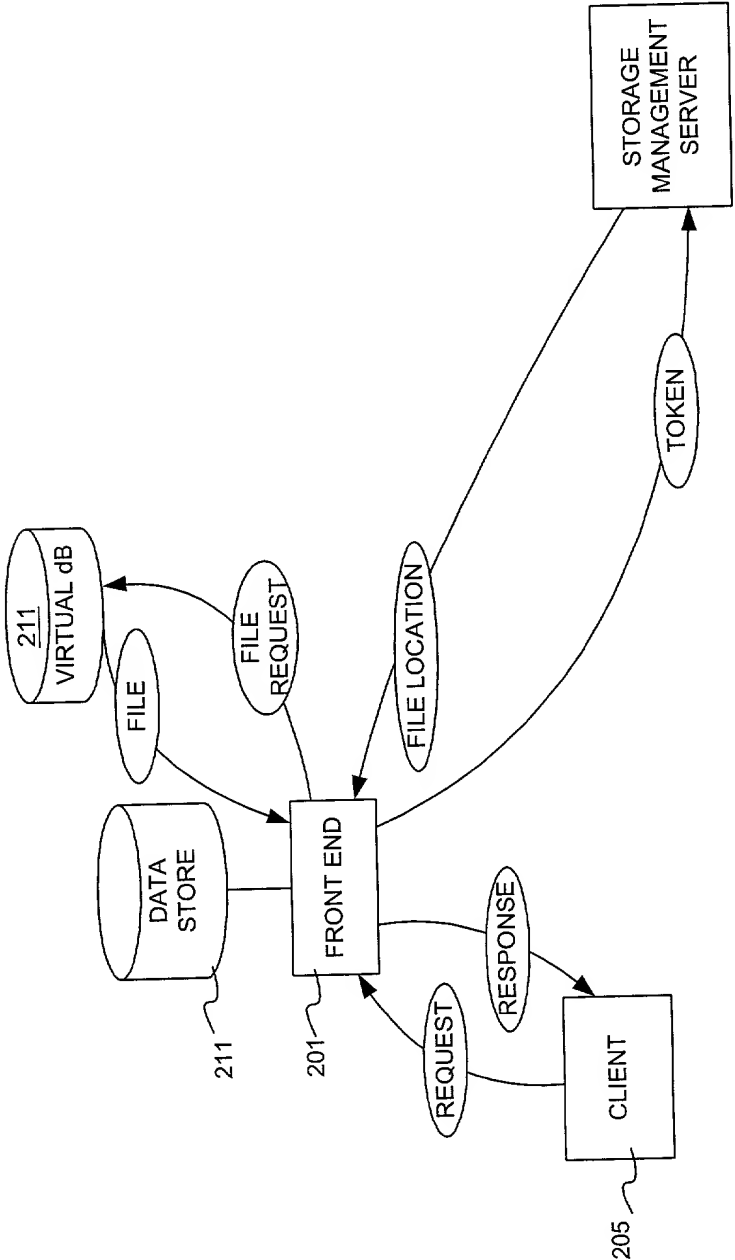 211
VIRTUAL dB
FILE
FILE
REQUEST
DATA
STORE
211
FRONT END
201
FILE LOCATION
STORAGE
MANAGEMENT
SERVER
TOKEN
REQUEST
RESPONSE
CLIENT
205